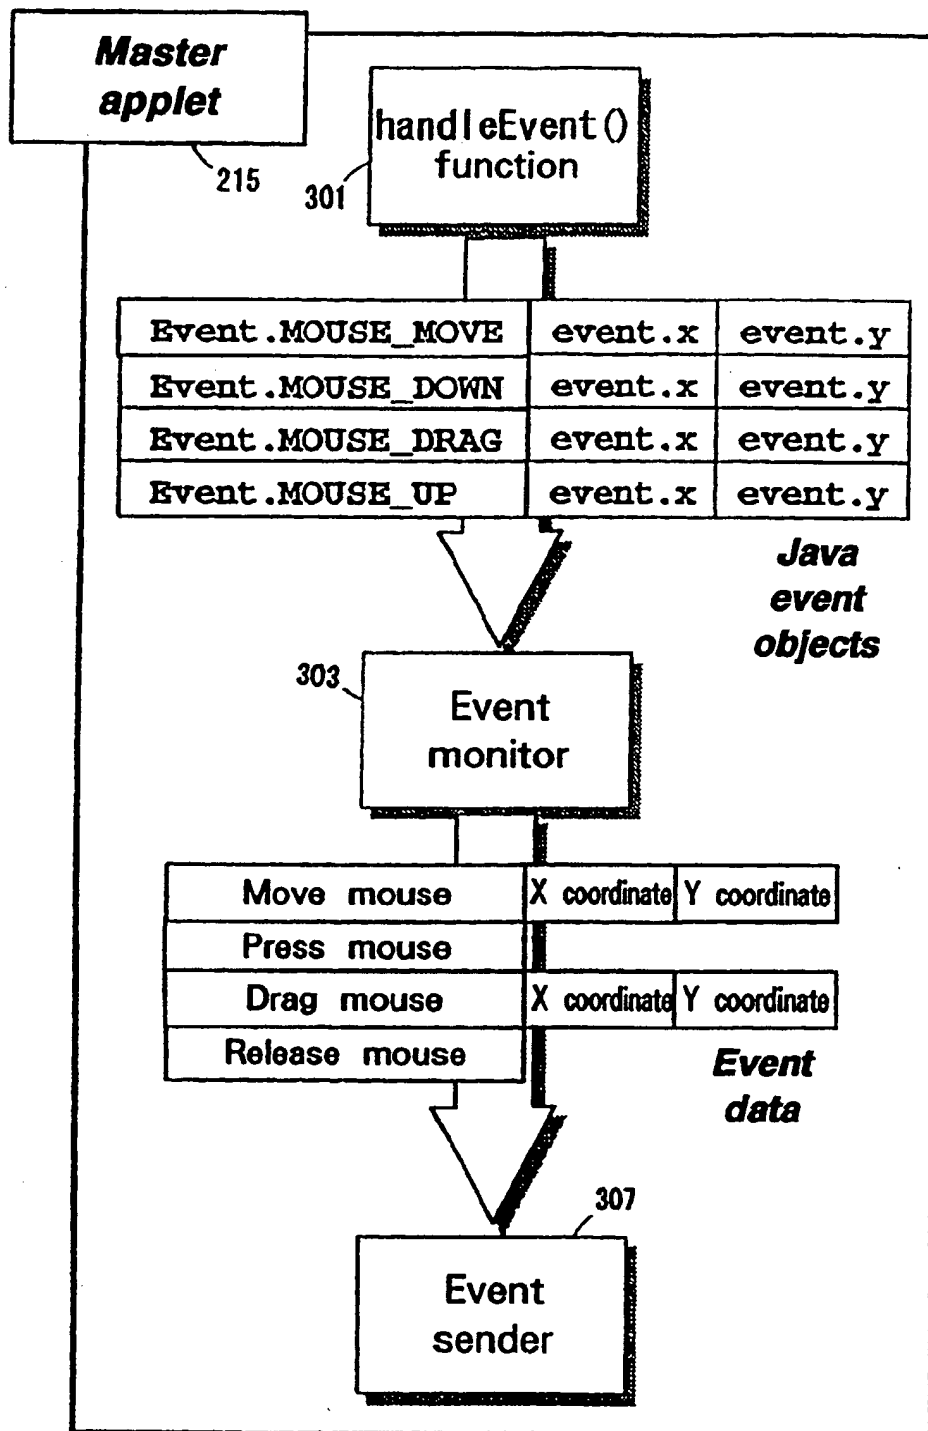 Master
applet
215
handleEvent()
function
301
Event.MOUSE_MOVE event.x event.y
Event.MOUSE_DOWN event.x event.y
Event.MOUSE_DRAG event.x event.y
Event.MOUSE_UP event.x event.y
Java
event
objects
303
Event
monitor
Move mouse X coordinate Y coordinate
Press mouse
Drag mouse X coordinate Y coordinate
Release mouse
Event
data
307
Event
sender